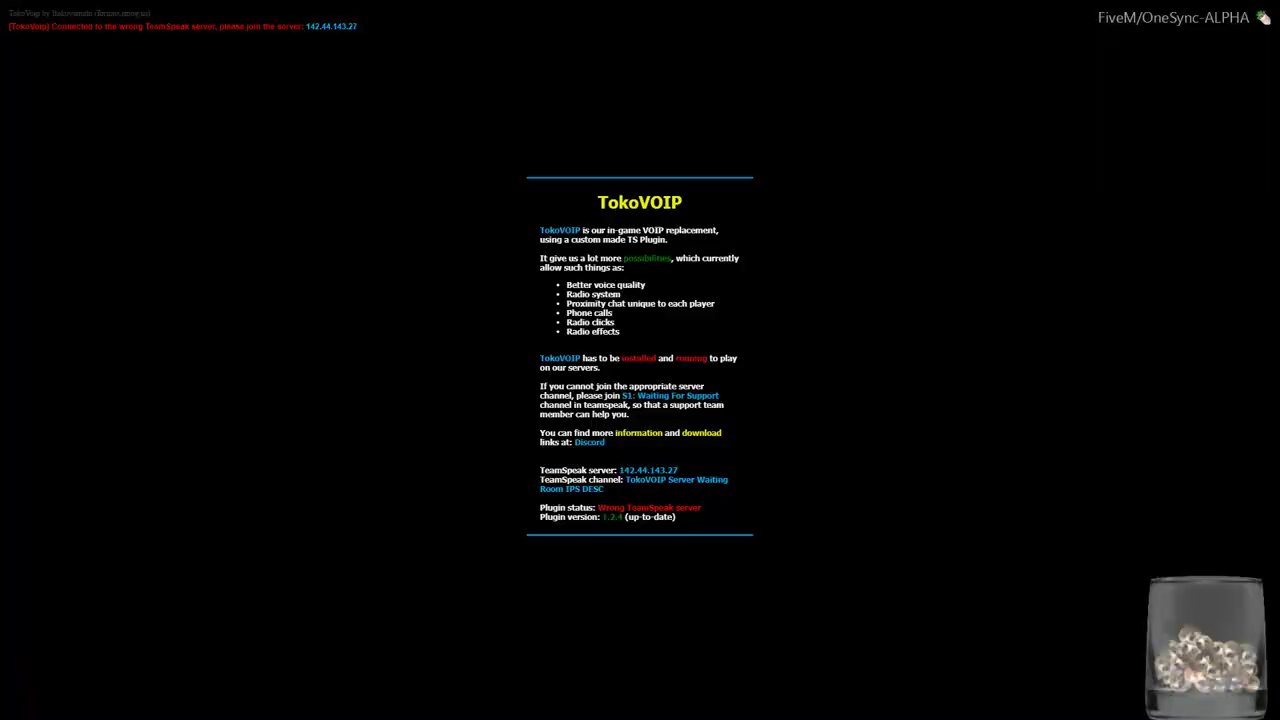 TokoVoip by Itokoyamato
[TokoVoip] Connected to the wrong TeamSpeak server, please join the server: 142.44.143.27
FiveM/OneSync-ALPHA
TokoVOIP
TokoVOIP is our in-game VOIP replacement,
using a custom made TS Plugin.
It give us a lot more possibilities, which currently
allow such things as:
• Better voice quality
• Radio system
• Proximity chat unique to each player
• Phone calls
• Radio clicks
• Radio effects
TokoVOIP has to be installed and running to play
on our servers.
If you cannot join the appropriate server
channel, please join S1: Waiting For Support
channel in teamspeak, so that a support team
member can help you.
You can find more information and download
links at: Discord
TeamSpeak server: 142.44.143.27
TeamSpeak channel: TokoVOIP Server Waiting
Room IPS DESC
Plugin status: Wrong TeamSpeak server
Plugin version: 1.2.4 (up-to-date)